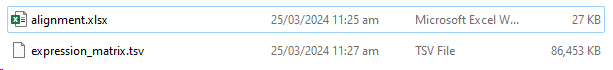 alignment.xlsx 25/03/2024 11:25 am Microsoft Excel W... 27 KB
expression_matrix.tsv 25/03/2024 11:27 am TSV File 86,453 KB